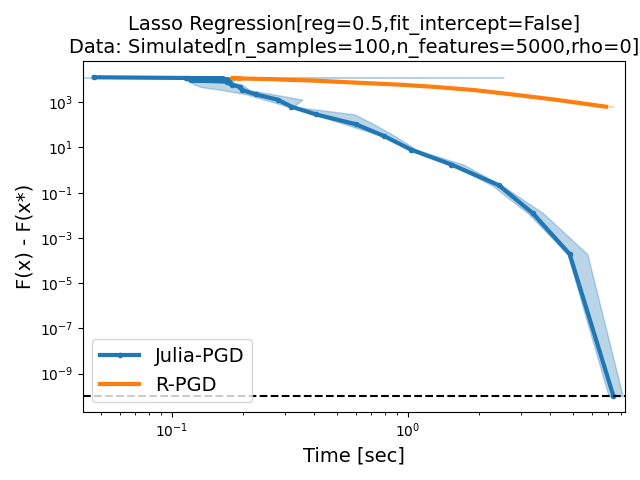 Lasso Regression[reg=0.5,fit_intercept=False]
Data: Simulated[n_samples=100,n_features=5000,rho=0]
F(x) - F(x*)
10³
10¹
10⁻¹
10⁻³
10⁻⁵
10⁻⁷
10⁻⁹
Julia-PGD
R-PGD
10⁻¹
10⁰
Time [sec]